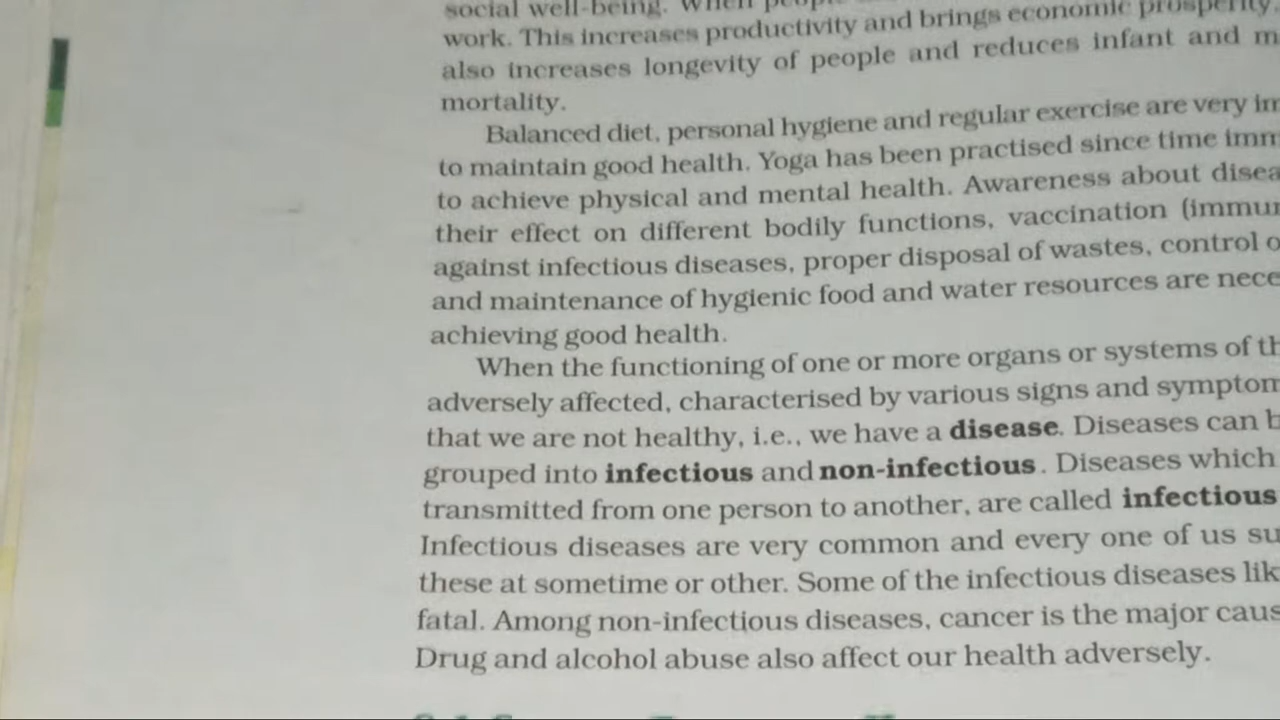 social well-being. When people
work. This increases productivity and brings economic prosperity.
also increases longevity of people and reduces infant and m
mortality.
Balanced diet, personal hygiene and regular exercise are very im
to maintain good health. Yoga has been practised since time imm
to achieve physical and mental health. Awareness about disea
their effect on different bodily functions, vaccination (immun
against infectious diseases, proper disposal of wastes, control o
and maintenance of hygienic food and water resources are nece
achieving good health.
When the functioning of one or more organs or systems of th
adversely affected, characterised by various signs and symptom
that we are not healthy, i.e., we have a disease. Diseases can b
grouped into infectious and non-infectious. Diseases which
transmitted from one person to another, are called infectious
Infectious diseases are very common and every one of us su
these at sometime or other. Some of the infectious diseases lik
fatal. Among non-infectious diseases, cancer is the major caus
Drug and alcohol abuse also affect our health adversely.